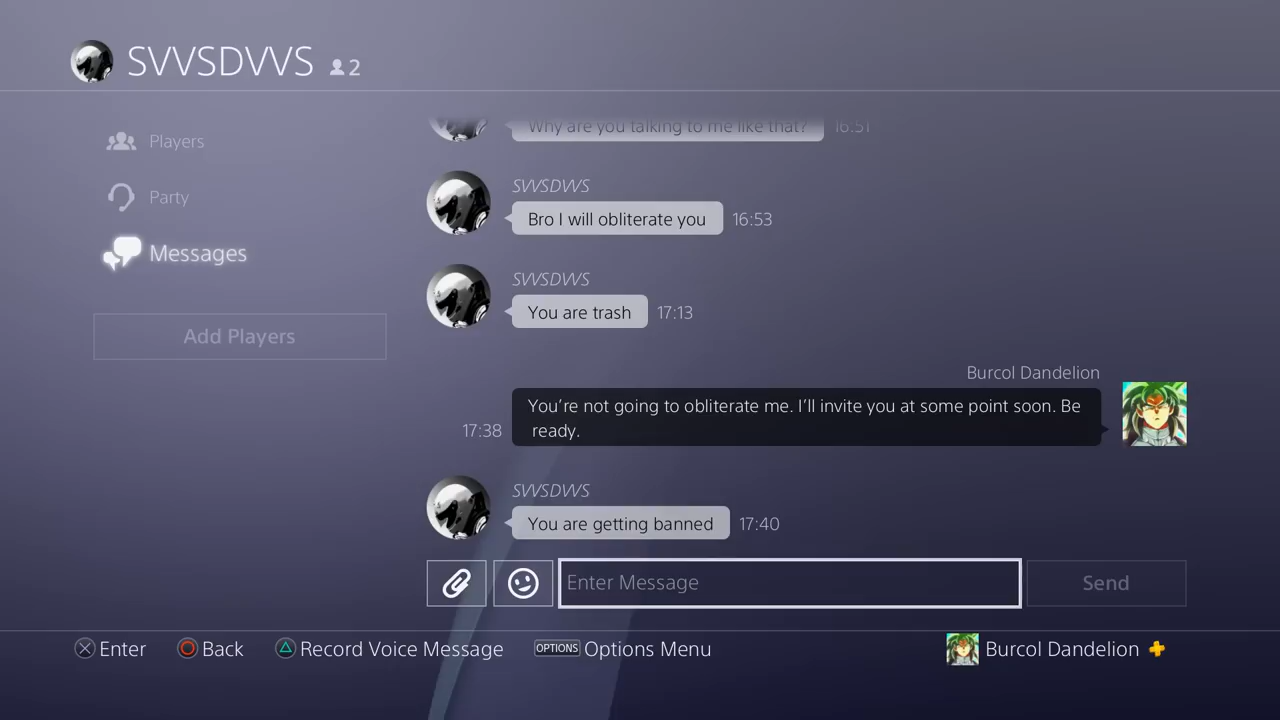 SVVSDVVS 2
Players
Party
Messages
Add Players
Why are you talking to me like that? 16:51
SVVSDVVS
Bro I will obliterate you 16:53
SVVSDVVS
You are trash 17:13
Burcol Dandelion
You’re not going to obliterate me. I’ll invite you at some point soon. Be
17:38 ready.
SVVSDVVS
You are getting banned 17:40
Enter Message
Send
Enter Back Record Voice Message OPTIONS Options Menu Burcol Dandelion